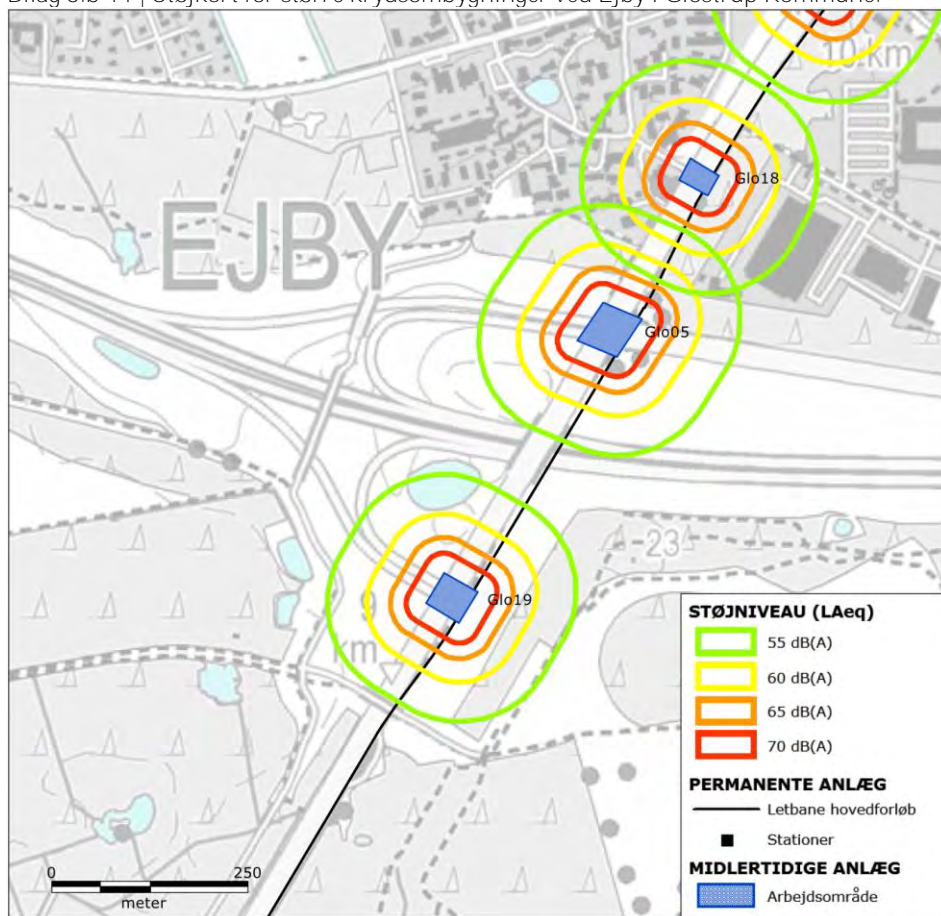 10 km
Glo18
EJBY
Glo05
23
Glo19
km
STØJNIVEAU (LAeq)
55 dB(A)
60 dB(A)
65 dB(A)
70 dB(A)
PERMANENTE ANLÆG
Letbane hovedforløb
Stationer
MIDLERTIDIGE ANLÆG
Arbejdsområde
0 250
meter